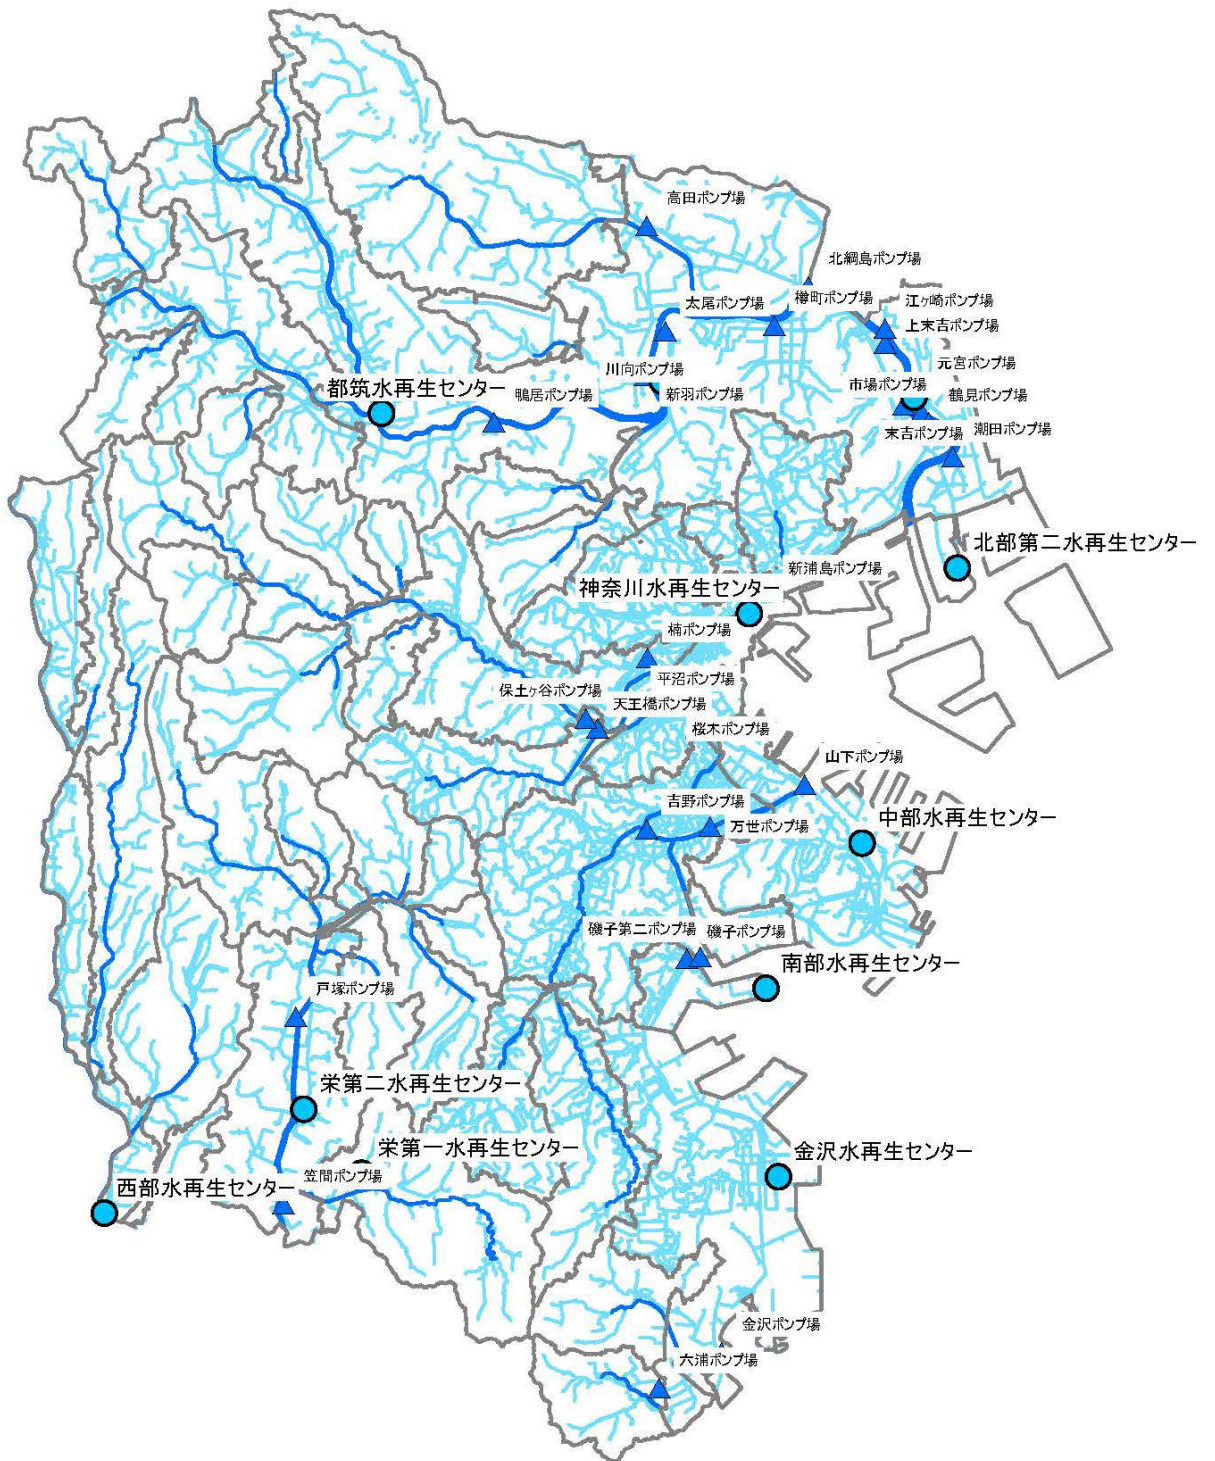 高田ポンプ場
北綱島ポンプ場
太尾ポンプ場
樽町ポンプ場
江ヶ崎ポンプ場
上末吉ポンプ場
元宮ポンプ場
川向ポンプ場
都筑水再生センター
鴨居ポンプ場
新羽ポンプ場
市場ポンプ場
鶴見ポンプ場
末吉ポンプ場
潮田ポンプ場
北部第二水再生センター
新浦島ポンプ場
神奈川水再生センター
楠ポンプ場
平沼ポンプ場
保土ヶ谷ポンプ場
天王橋ポンプ場
桜木ポンプ場
山下ポンプ場
吉野ポンプ場
万世ポンプ場
中部水再生センター
磯子第二ポンプ場
磯子ポンプ場
南部水再生センター
戸塚ポンプ場
栄第二水再生センター
栄第一水再生センター
金沢水再生センター
笠間ポンプ場
西部水再生センター
金沢ポンプ場
六浦ポンプ場